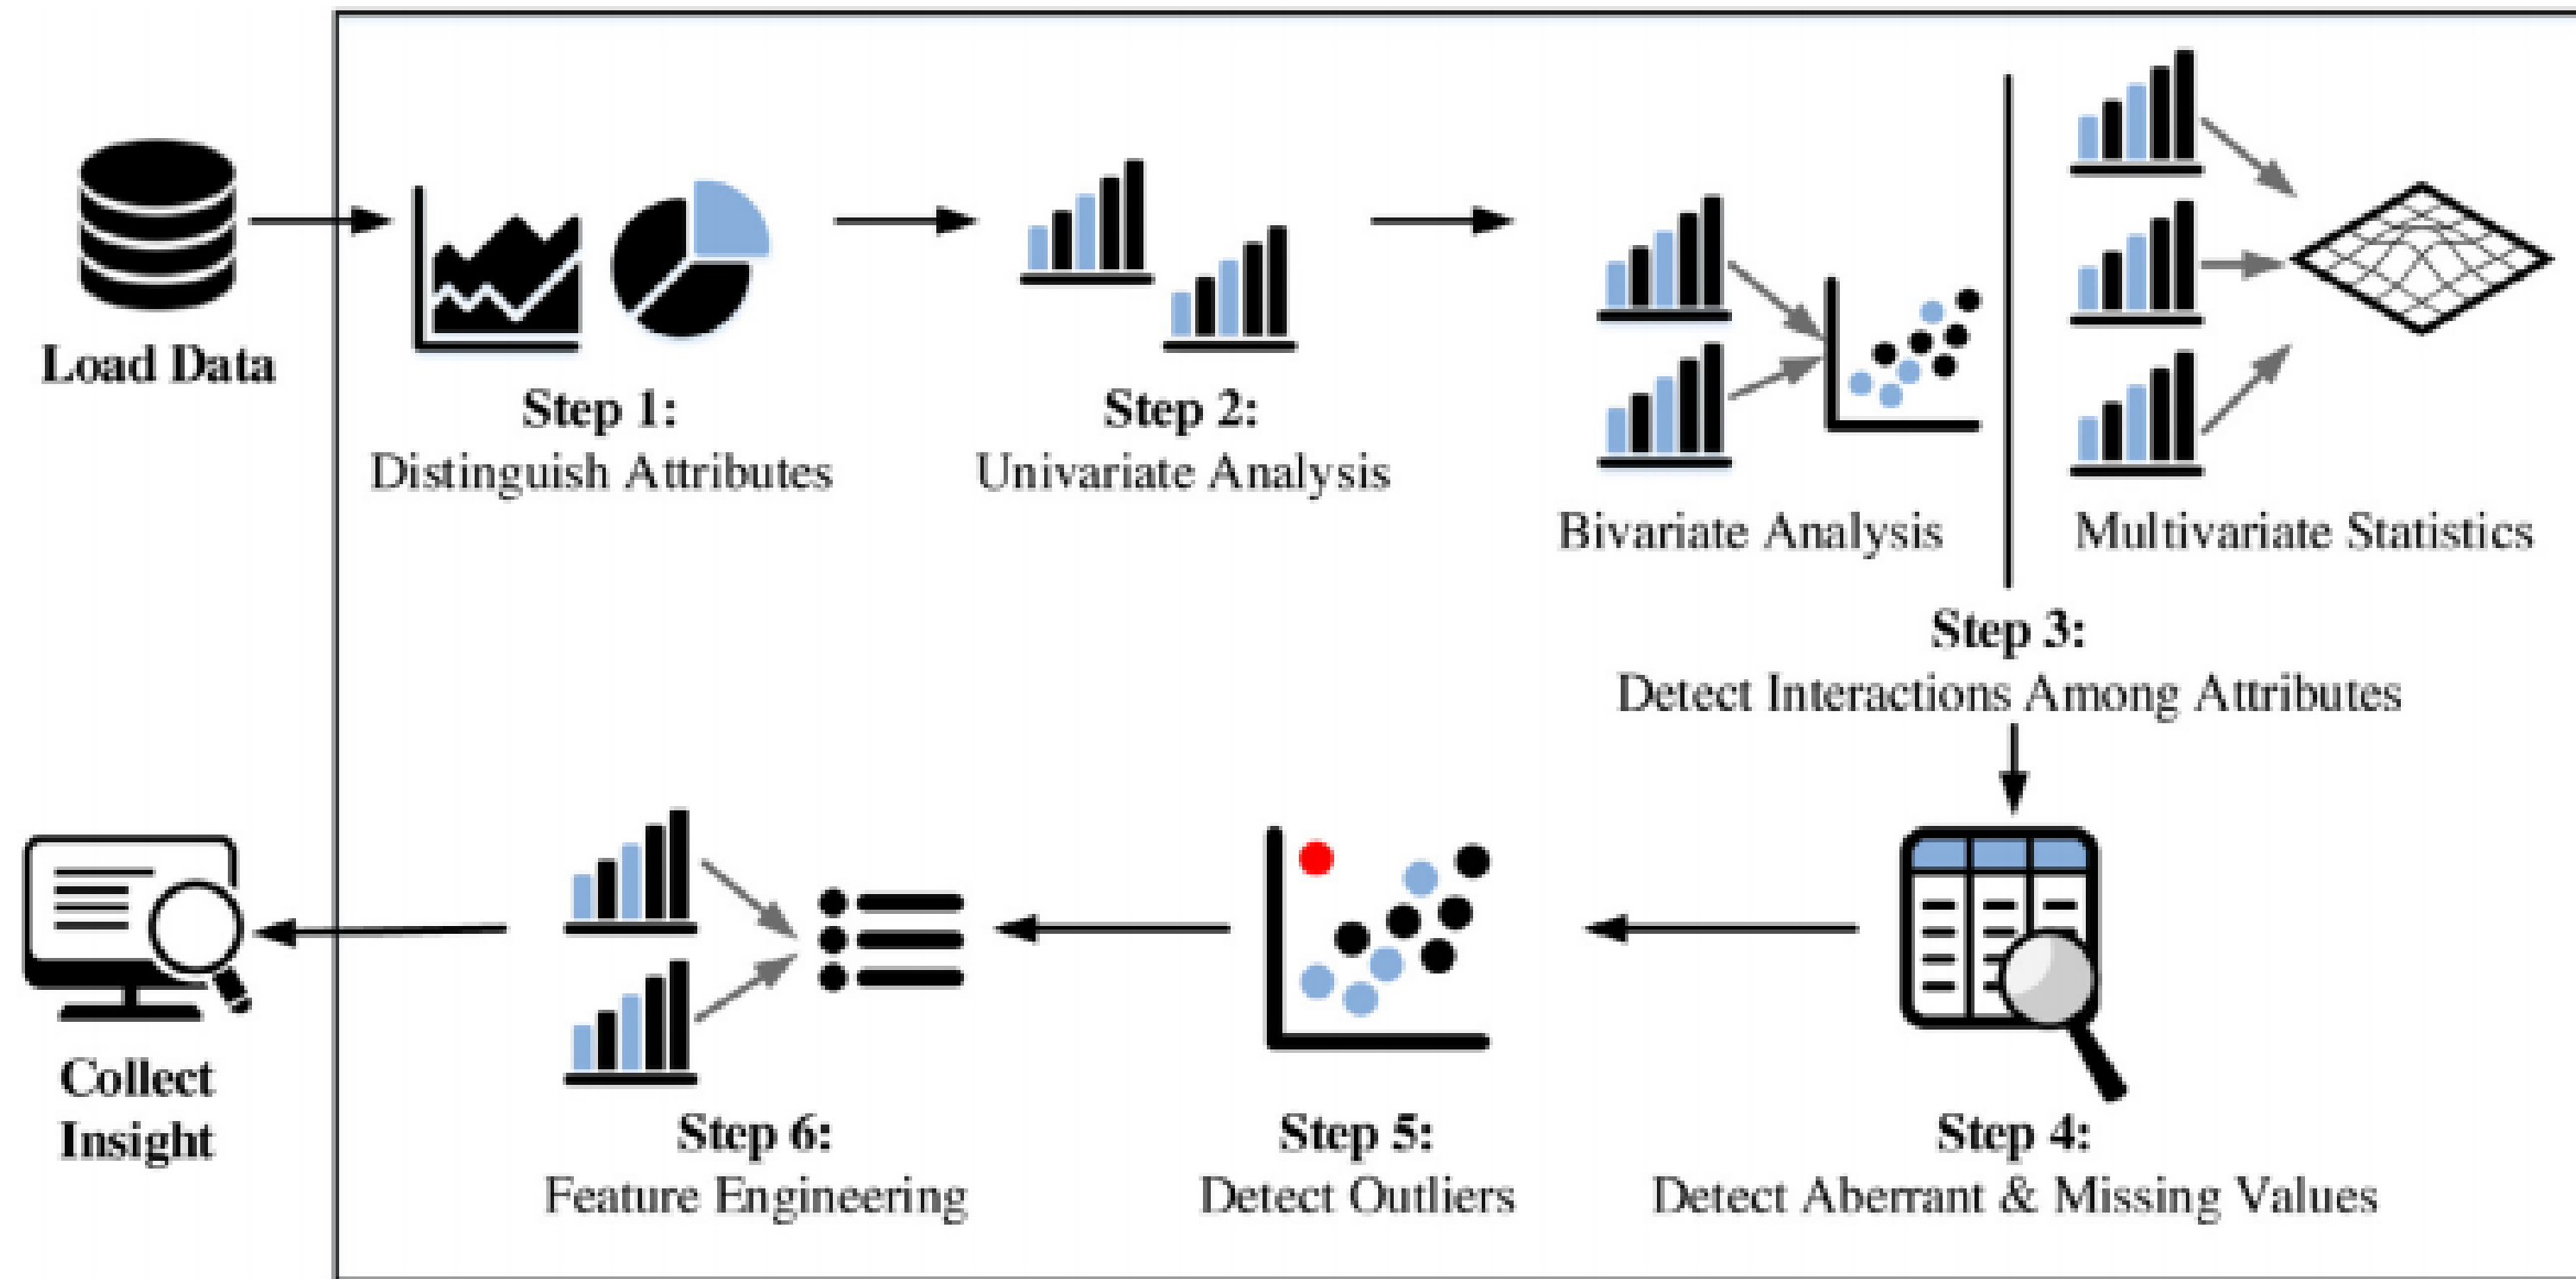 Load Data
Step 1:
Distinguish Attributes
Step 2:
Univariate Analysis
Bivariate Analysis
Multivariate Statistics
Step 3:
Detect Interactions Among Attributes
Step 4:
Detect Aberrant & Missing Values
Step 5:
Detect Outliers
Step 6:
Feature Engineering
Collect
Insight